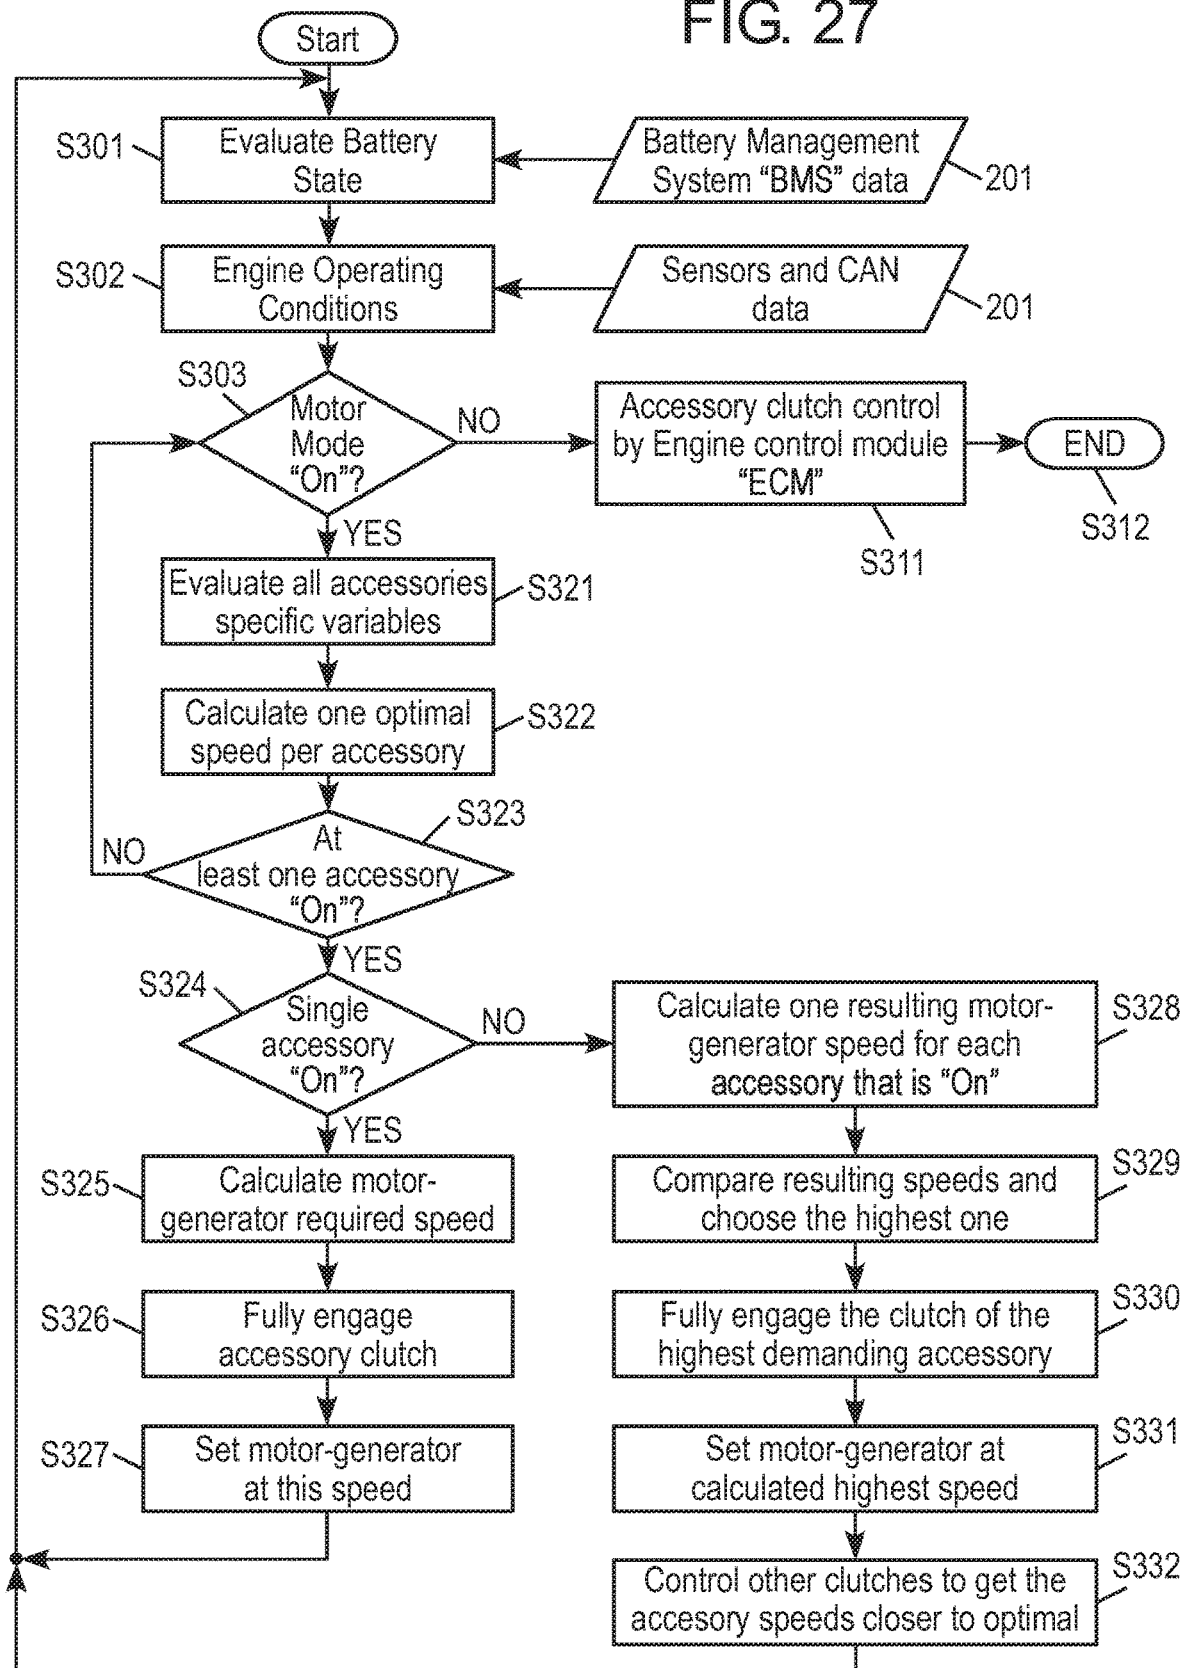 FIG. 27
Start
S301
Evaluate Battery
State
Battery Management
System “BMS” data
201
S302
Engine Operating
Conditions
Sensors and CAN
data
201
S303
Motor
Mode
“On”?
NO
Accessory clutch control
by Engine control module
“ECM”
S311
END
S312
YES
Evaluate all accessories
specific variables
S321
Calculate one optimal
speed per accessory
S322
At
least one accessory
“On”?
S323
NO
YES
S324
Single
accessory
“On”?
NO
Calculate one resulting motor-
generator speed for each
accessory that is “On”
S328
YES
S325
Calculate motor-
generator required speed
Compare resulting speeds and
choose the highest one
S329
S326
Fully engage
accessory clutch
Fully engage the clutch of the
highest demanding accessory
S330
S327
Set motor-generator
at this speed
Set motor-generator at
calculated highest speed
S331
Control other clutches to get the
accesory speeds closer to optimal
S332